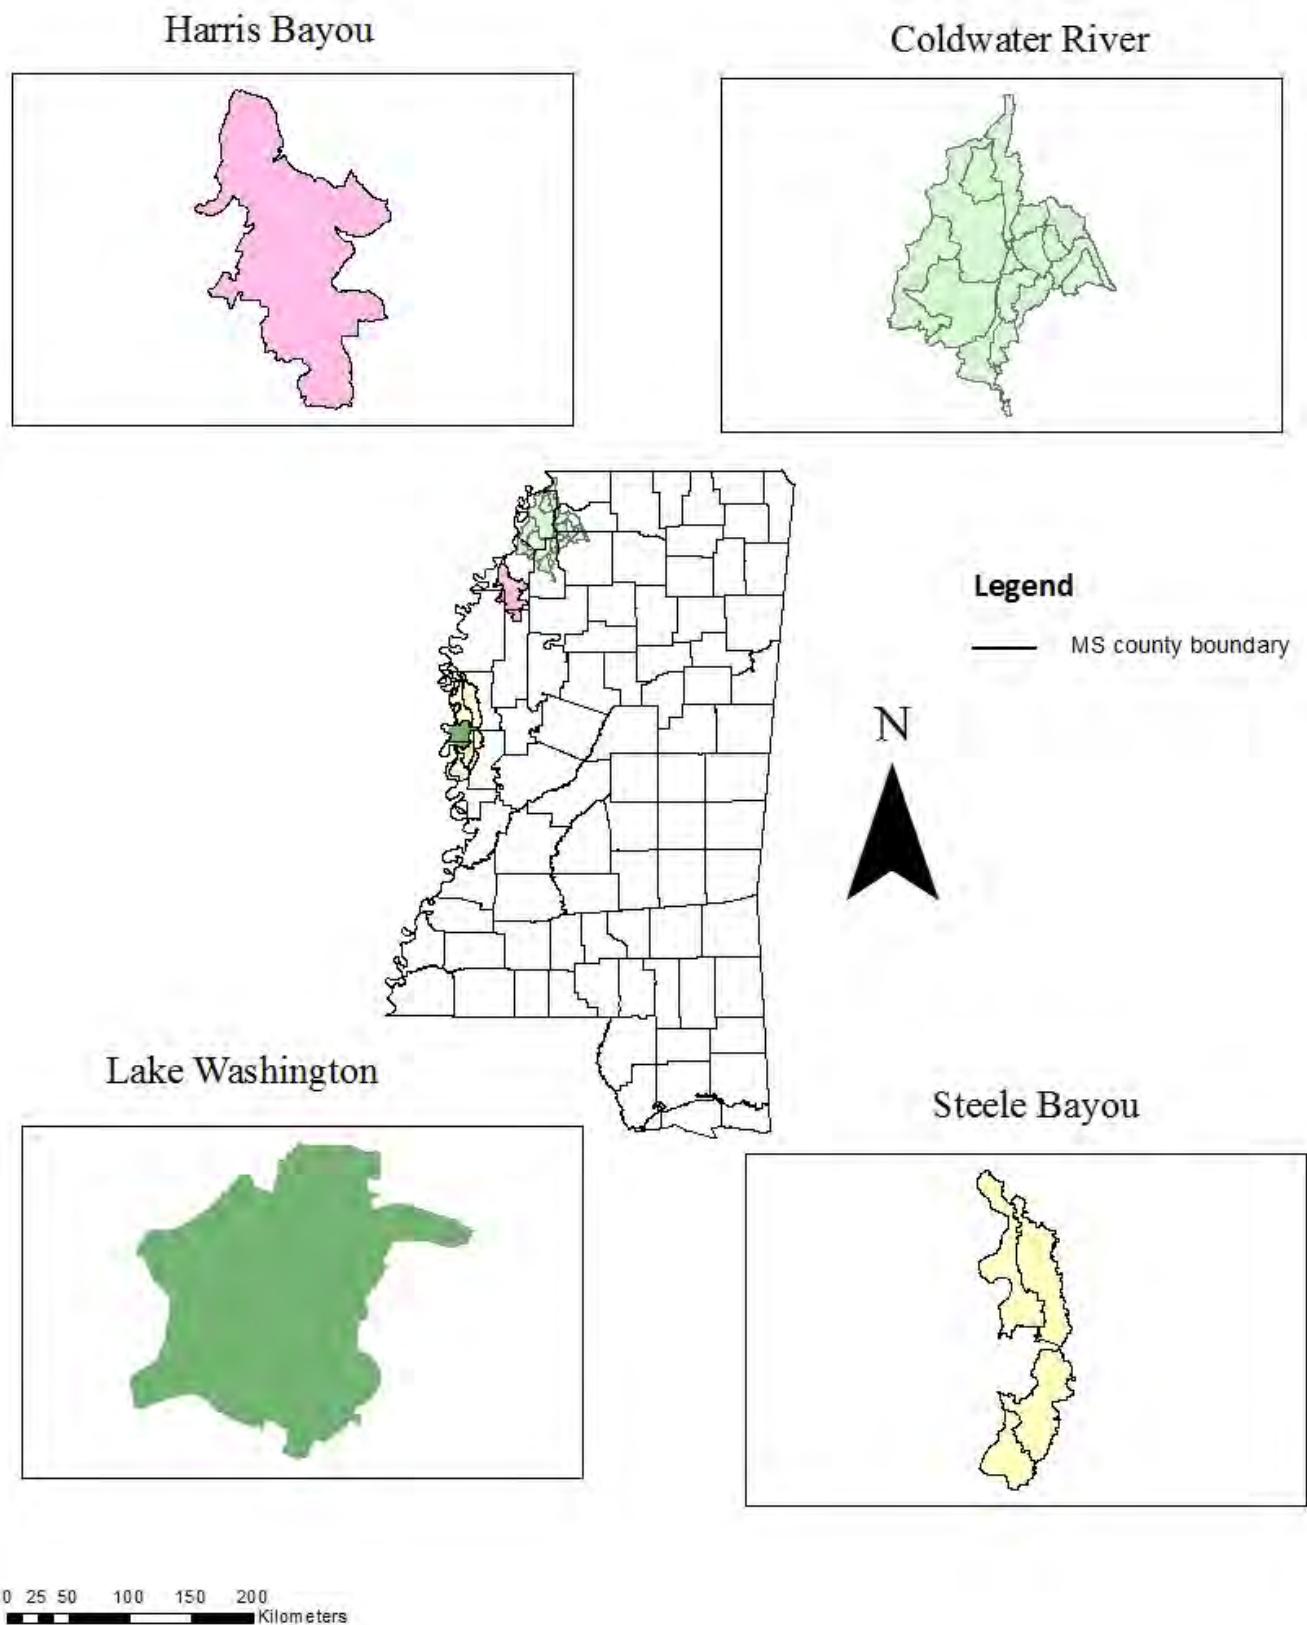 Harris Bayou
Coldwater River
Legend
MS county boundary
N
Lake Washington
Steele Bayou
0 25 50 100 150 200
Kilometers